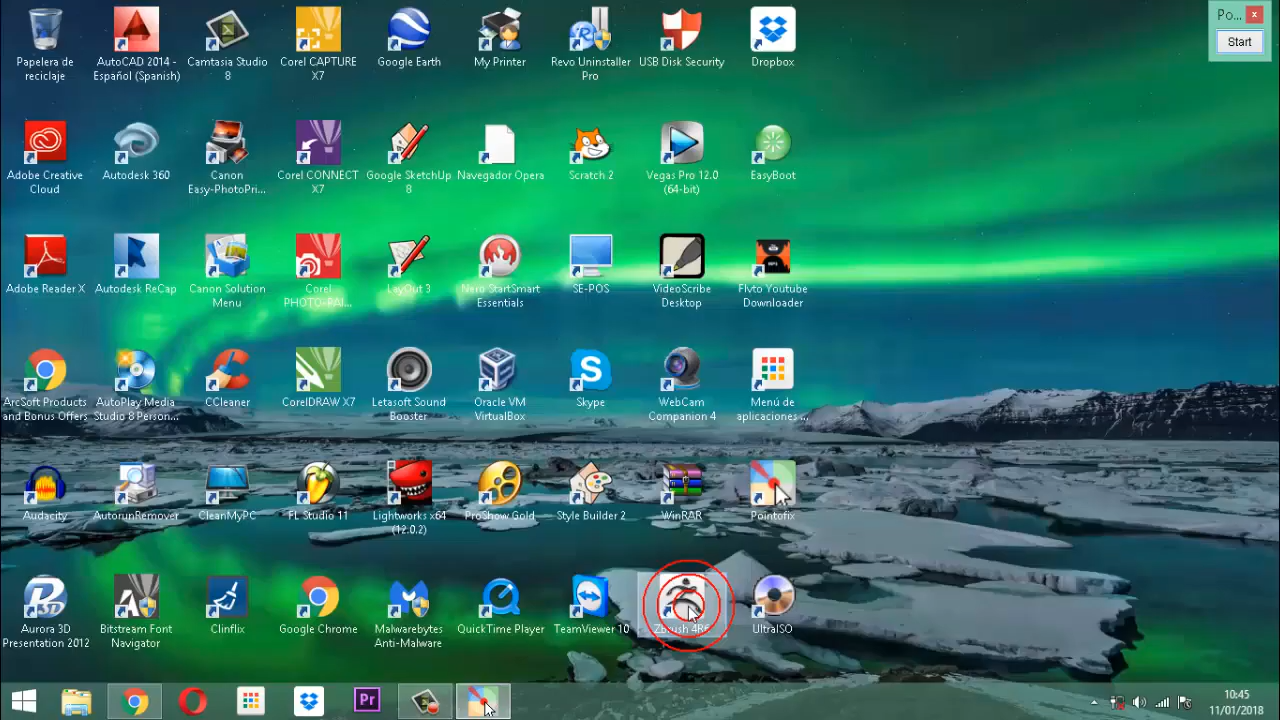 Papelera de
reciclaje
AutoCAD 2014 -
Español (Spanish)
Camtasia Studio
8
Corel CAPTURE
X7
Google Earth
My Printer
Revo Uninstaller
Pro
USB Disk Security
Dropbox
Po...
Start
Adobe Creative
Cloud
Autodesk 360
Canon
Easy-PhotoPri...
Corel CONNECT
X7
Google SketchUp
8
Navegador Opera
Scratch 2
Vegas Pro 12.0
(64-bit)
EasyBoot
Adobe Reader X
Autodesk ReCap
Canon Solution
Menu
Corel
PHOTO-PAI...
LayOut 3
Nero StartSmart
Essentials
SE-POS
VideoScribe
Desktop
Flvto Youtube
Downloader
ArcSoft Products
and Bonus Offers
AutoPlay Media
Studio 8 Person...
CCleaner
CorelDRAW X7
Letasoft Sound
Booster
Oracle VM
VirtualBox
Skype
WebCam
Companion 4
Menú de
aplicaciones ...
Audacity
AutorunRemover
CleanMyPC
FL Studio 11
Lightworks x64
(12.0.2)
ProShow Gold
Style Builder 2
WinRAR
Pointofix
Aurora 3D
Presentation 2012
Bitstream Font
Navigator
Clinflix
Google Chrome
Malwarebytes
Anti-Malware
QuickTime Player
TeamViewer 10
ZBrush 4R6
UltraISO
Pr
10:45
11/01/2018